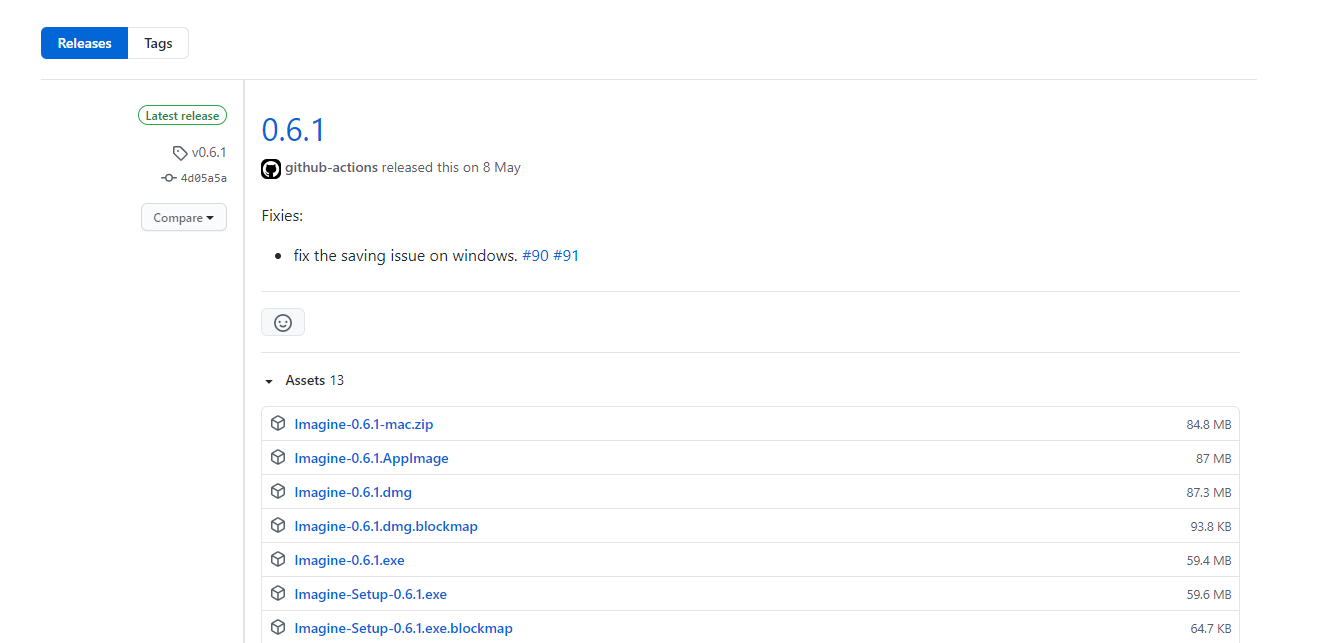 Releases Tags
Latest release
v0.6.1
4d05a5a
Compare
0.6.1
github-actions released this on 8 May
Fixies:
fix the saving issue on windows. #90 #91
Assets 13
Imagine-0.6.1-mac.zip 84.8 MB
Imagine-0.6.1.AppImage 87 MB
Imagine-0.6.1.dmg 87.3 MB
Imagine-0.6.1.dmg.blockmap 93.8 KB
Imagine-0.6.1.exe 59.4 MB
Imagine-Setup-0.6.1.exe 59.6 MB
Imagine-Setup-0.6.1.exe.blockmap 64.7 KB